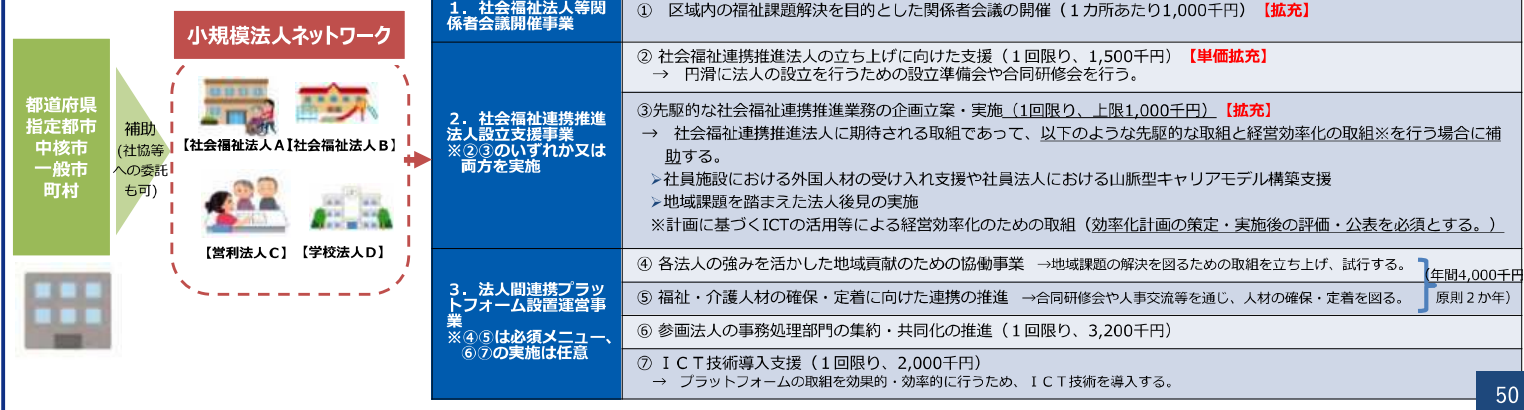 都道府県
指定都市
中核市
一般市
町村
補助
(社協等
への委託
も可)
小規模法人ネットワーク
【社会福祉法人A】
【社会福祉法人B】
【営利法人C】
【学校法人D】
1．社会福祉法人等関
係者会議開催事業
① 区域内の福祉課題解決を目的とした関係者会議の開催（１カ所あたり1,000千円）【拡充】
2．社会福祉連携推進
法人設立支援事業
※②③のいずれか又は
両方を実施
② 社会福祉連携推進法人の立ち上げに向けた支援（１回限り、1,500千円）【単価拡充】
→ 円滑に法人の設立を行うための設立準備会や合同研修会を行う。
③先駆的な社会福祉連携推進業務の企画立案・実施（1回限り、上限1,000千円）【拡充】
→ 社会福祉連携推進法人に期待される取組であって、以下のような先駆的な取組と経営効率化の取組※を行う場合に補
助する。
➢社員施設における外国人材の受け入れ支援や社員法人における山脈型キャリアモデル構築支援
➢地域課題を踏まえた法人後見の実施
※計画に基づくICTの活用等による経営効率化のための取組（効率化計画の策定・実施後の評価・公表を必須とする。）
3．法人間連携プラッ
トフォーム設置運営事
業
※④⑤は必須メニュー、
⑥⑦の実施は任意
④ 各法人の強みを活かした地域貢献のための協働事業 →地域課題の解決を図るための取組を立ち上げ、試行する。
⑤ 福祉・介護人材の確保・定着に向けた連携の推進 →合同研修会や人事交流等を通じ、人材の確保・定着を図る。
(年間4,000千円
原則２か年）
⑥ 参画法人の事務処理部門の集約・共同化の推進（１回限り、3,200千円）
⑦ ＩＣＴ技術導入支援（１回限り、2,000千円）
→ プラットフォームの取組を効果的・効率的に行うため、ＩＣＴ技術を導入する。
50